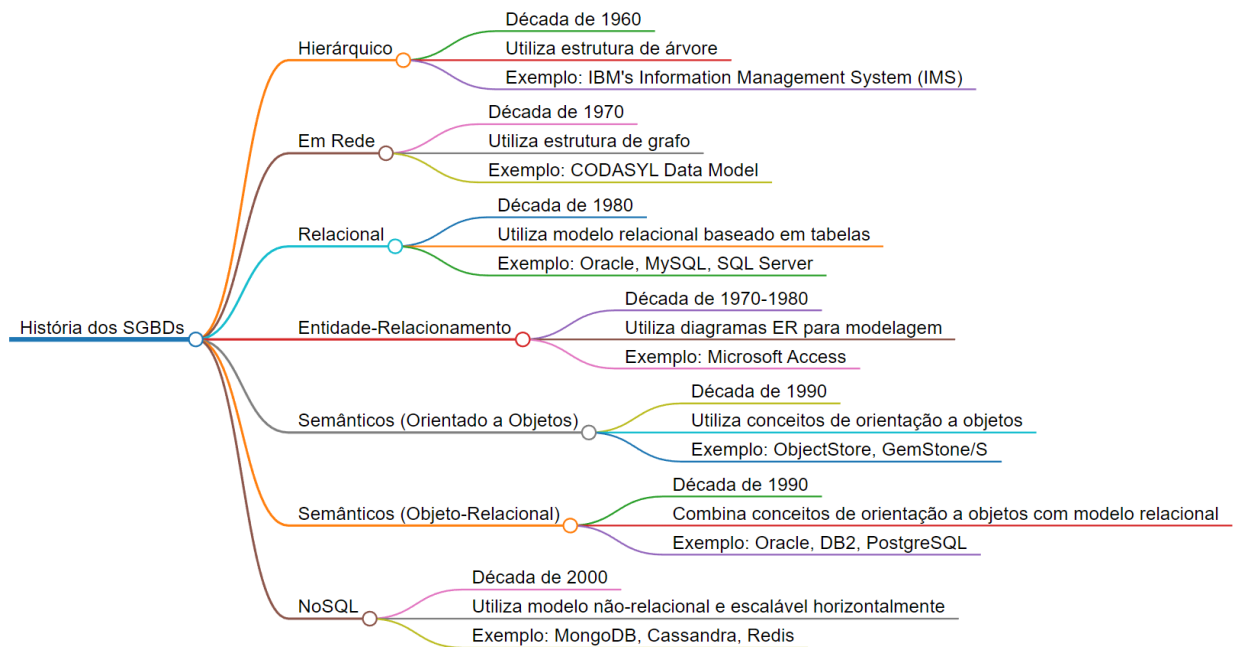 História dos SGBDs
Hierárquico
Década de 1960
Utiliza estrutura de árvore
Exemplo: IBM's Information Management System (IMS)
Em Rede
Década de 1970
Utiliza estrutura de grafo
Exemplo: CODASYL Data Model
Relacional
Década de 1980
Utiliza modelo relacional baseado em tabelas
Exemplo: Oracle, MySQL, SQL Server
Entidade-Relacionamento
Década de 1970-1980
Utiliza diagramas ER para modelagem
Exemplo: Microsoft Access
Semânticos (Orientado a Objetos)
Década de 1990
Utiliza conceitos de orientação a objetos
Exemplo: ObjectStore, GemStone/S
Semânticos (Objeto-Relacional)
Década de 1990
Combina conceitos de orientação a objetos com modelo relacional
Exemplo: Oracle, DB2, PostgreSQL
NoSQL
Década de 2000
Utiliza modelo não-relacional e escalável horizontalmente
Exemplo: MongoDB, Cassandra, Redis